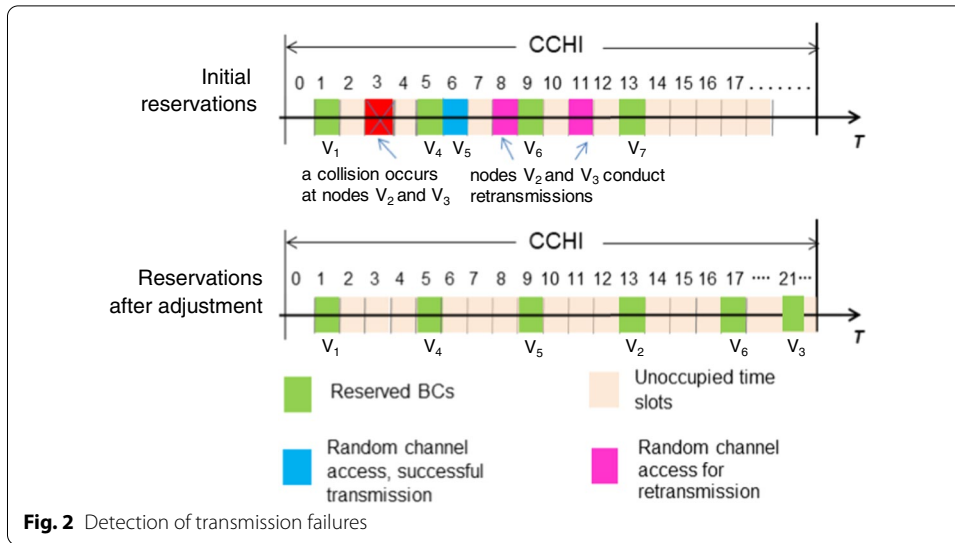 CCHI
Initial reservations
0 1 2 3 4 5 6 7 8 9 10 11 12 13 14 15 16 17 .......
T
V1 V4 V5 V6 V7
a collision occurs at nodes V2 and V3
nodes V2 and V3 conduct retransmissions
CCHI
Reservations after adjustment
0 1 2 3 4 5 6 7 8 9 10 11 12 13 14 15 16 17 .... 21...
T
V1 V4 V5 V2 V6 V3
Reserved BCs
Unoccupied time slots
Random channel access, successful transmission
Random channel access for retransmission
Fig. 2 Detection of transmission failures